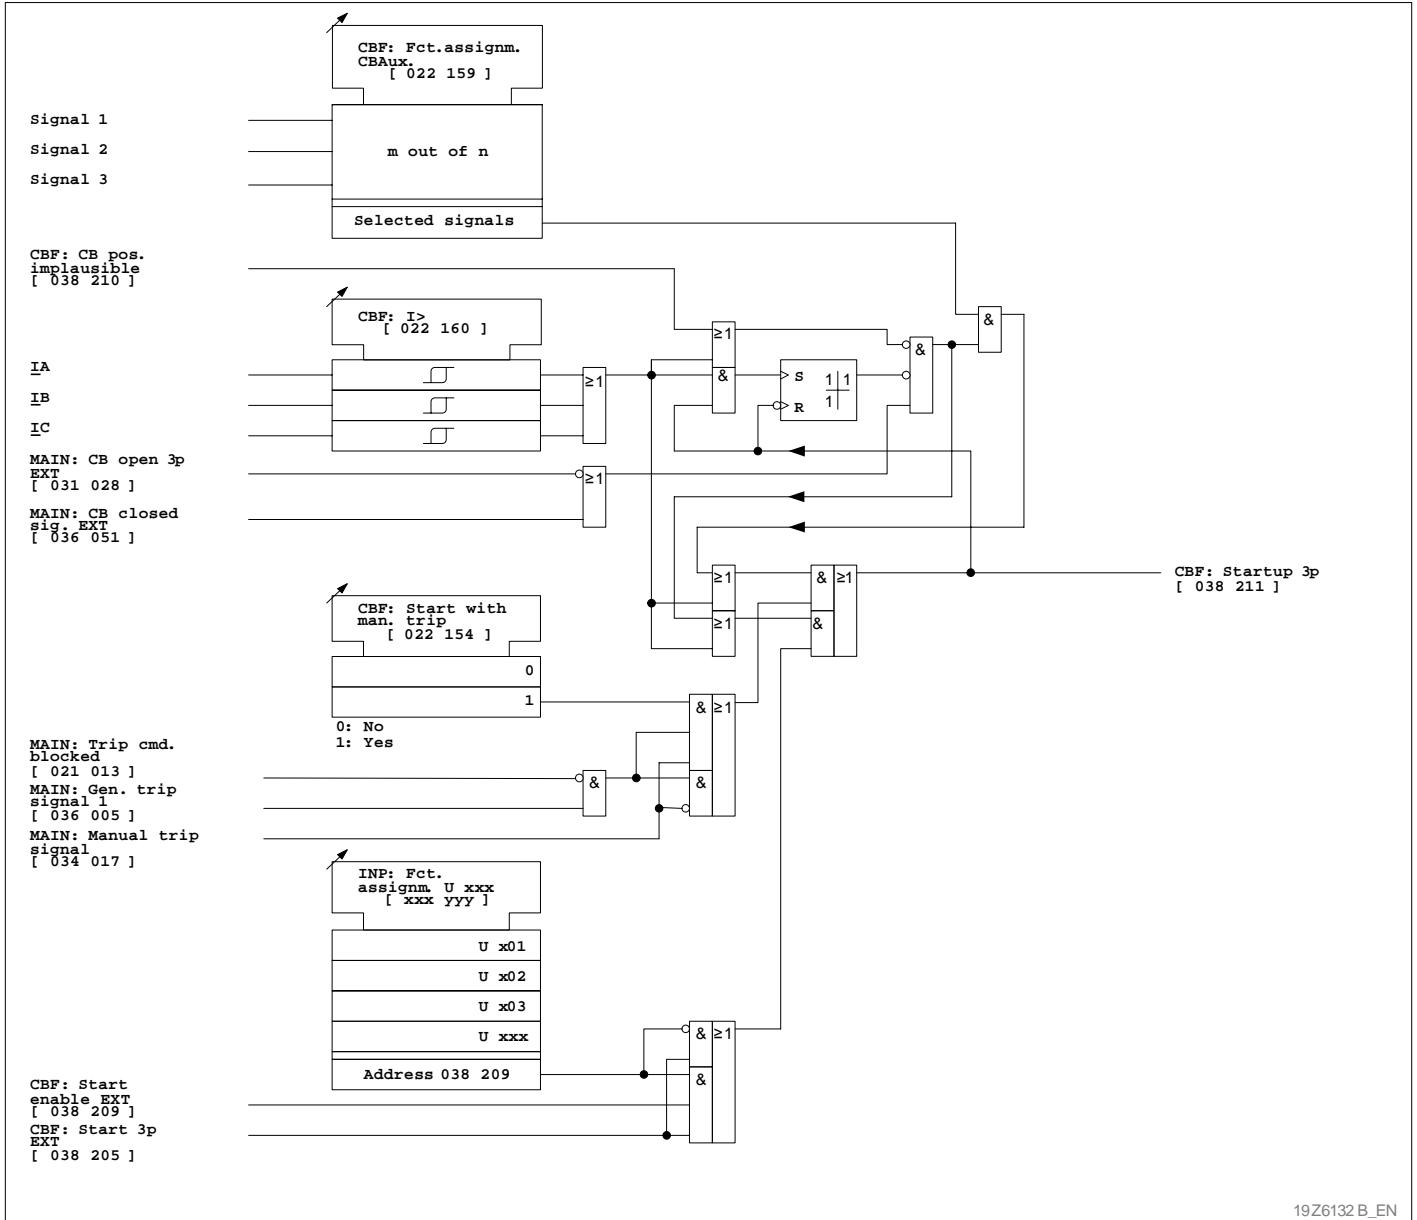 CBF: Fct.assignm.
CBAux.
[ 022 159 ]
Signal 1
Signal 2
Signal 3
m out of n
Selected signals
CBF: CB pos.
implausible
[ 038 210 ]
CBF: I>
[ 022 160 ]
IA
IB
IC
≥1
≥1
&
S
R
1 1
1
&
&
MAIN: CB open 3p
EXT
[ 031 028 ]
MAIN: CB closed
sig. EXT
[ 036 051 ]
≥1
≥1
≥1
& ≥1
&
CBF: Startup 3p
[ 038 211 ]
CBF: Start with
man. trip
[ 022 154 ]
0
1
0: No
1: Yes
MAIN: Trip cmd.
blocked
[ 021 013 ]
MAIN: Gen. trip
signal 1
[ 036 005 ]
MAIN: Manual trip
signal
[ 034 017 ]
&
& ≥1
&
INP: Fct.
assignm. U xxx
[ xxx yyy ]
U x01
U x02
U x03
U xxx
Address 038 209
& ≥1
&
CBF: Start
enable EXT
[ 038 209 ]
CBF: Start 3p
EXT
[ 038 205 ]
19Z6132 B_EN